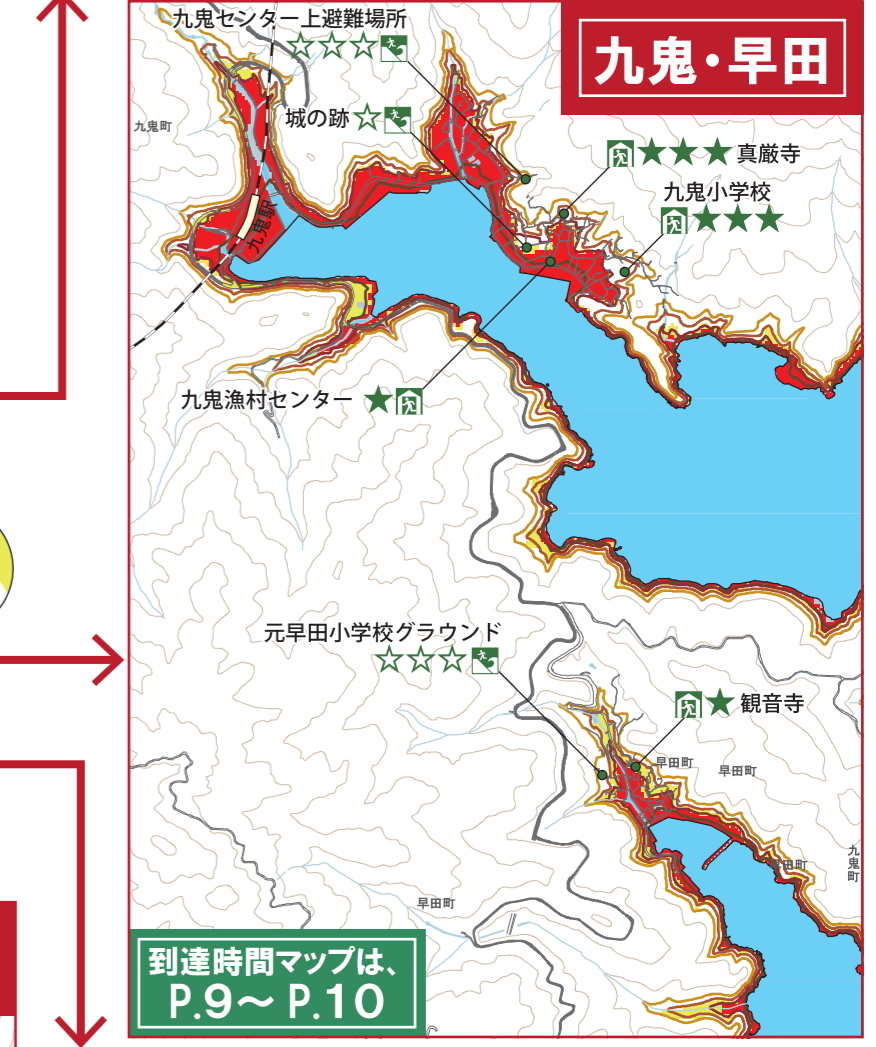 九鬼・早田
九鬼センター上避難場所
☆☆☆
城の跡 ☆
九鬼町
★★★ 真厳寺
九鬼小学校
★★★
九鬼駅
九鬼漁村センター ★
元早田小学校グラウンド
☆☆☆
★ 観音寺
早田町
早田町
早田町
九鬼町
早田町
到達時間マップは、
P.9〜 P.10